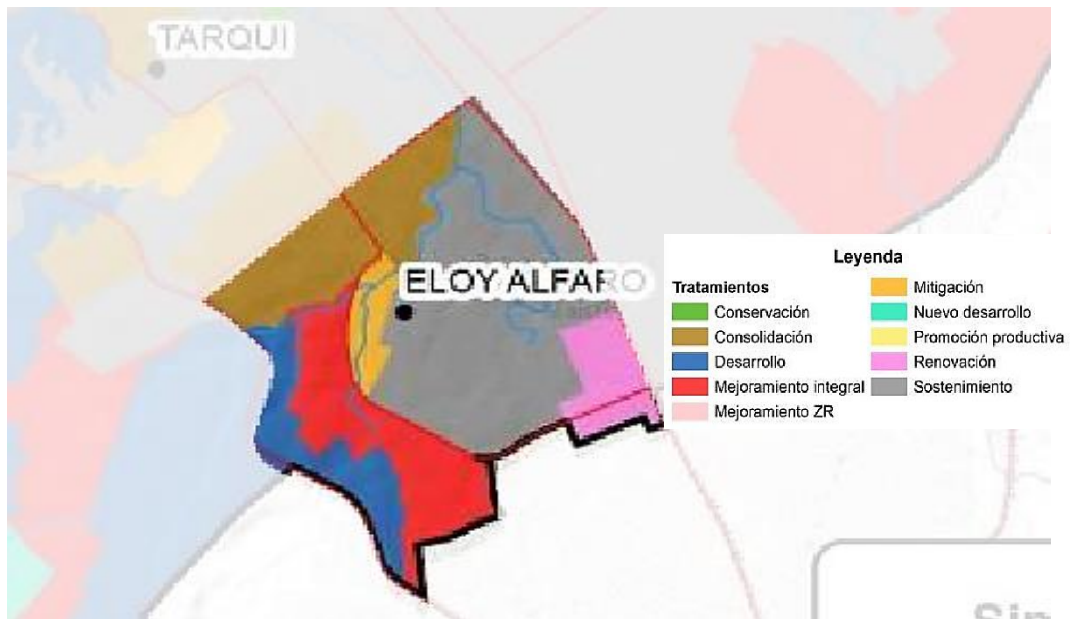 TARQUI
ELOY ALFARO
Leyenda
Tratamientos
Conservación
Consolidación
Desarrollo
Mejoramiento integral
Mejoramiento ZR
Mitigación
Nuevo desarrollo
Promoción productiva
Renovación
Sostenimiento